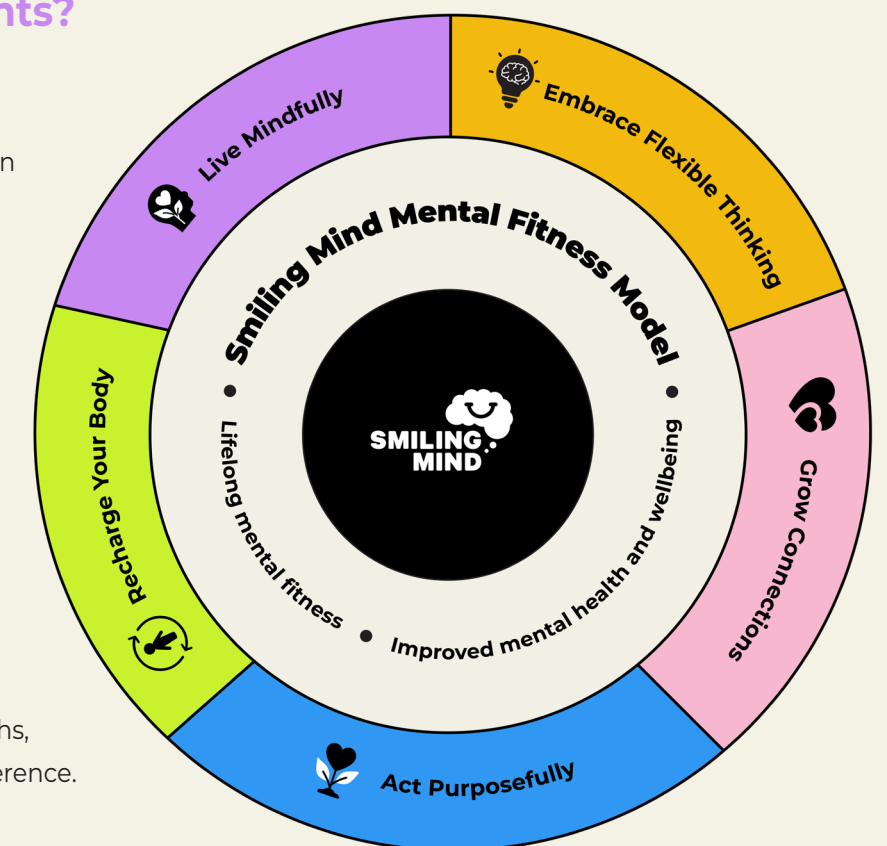 nts?
n
hs,
erence.
Live Mindfully
Embrace Flexible Thinking
Grow Connections
Act Purposefully
Recharge Your Body
Smiling Mind Mental Fitness Model
Lifelong mental fitness
Improved mental health and wellbeing
SMILING
MIND